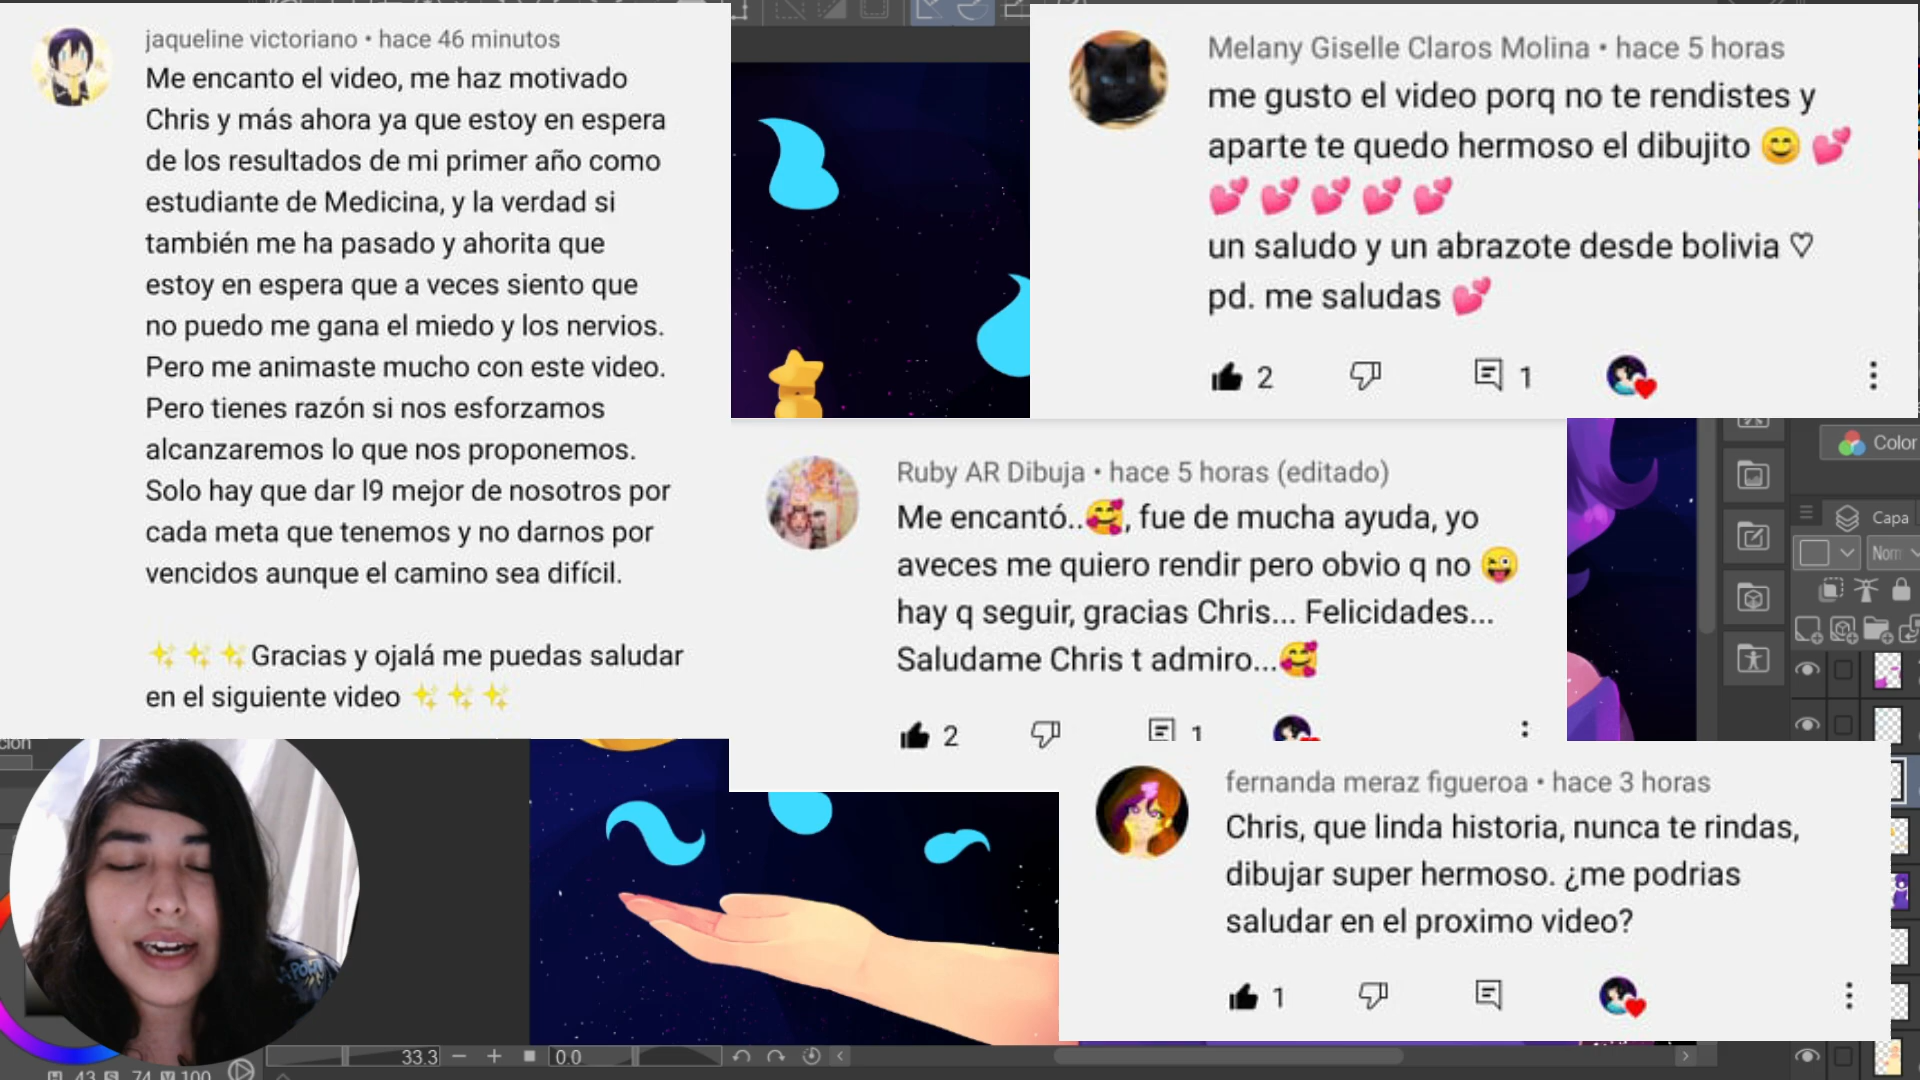 jaqueline victoriano • hace 46 minutos
Me encanto el video, me haz motivado
Chris y más ahora ya que estoy en espera
de los resultados de mi primer año como
estudiante de Medicina, y la verdad si
también me ha pasado y ahorita que
estoy en espera que a veces siento que
no puedo me gana el miedo y los nervios.
Pero me animaste mucho con este video.
Pero tienes razón si nos esforzamos
alcanzaremos lo que nos proponemos.
Solo hay que dar l9 mejor de nosotros por
cada meta que tenemos y no darnos por
vencidos aunque el camino sea difícil.
✨✨✨Gracias y ojalá me puedas saludar
en el siguiente video ✨✨✨
Melany Giselle Claros Molina • hace 5 horas
me gusto el video porq no te rendistes y
aparte te quedo hermoso el dibujito 😊 💕
💕 💕 💕 💕 💕
un saludo y un abrazote desde bolivia ♡
pd. me saludas 💕
2 1
Ruby AR Dibuja • hace 5 horas (editado)
Me encantó..🥰, fue de mucha ayuda, yo
aveces me quiero rendir pero obvio q no 😜
hay q seguir, gracias Chris... Felicidades...
Saludame Chris t admiro...🥰
2 1
fernanda meraz figueroa • hace 3 horas
Chris, que linda historia, nunca te rindas,
dibujar super hermoso. ¿me podrias
saludar en el proximo video?
1
Color
Capa
33.3 0.0